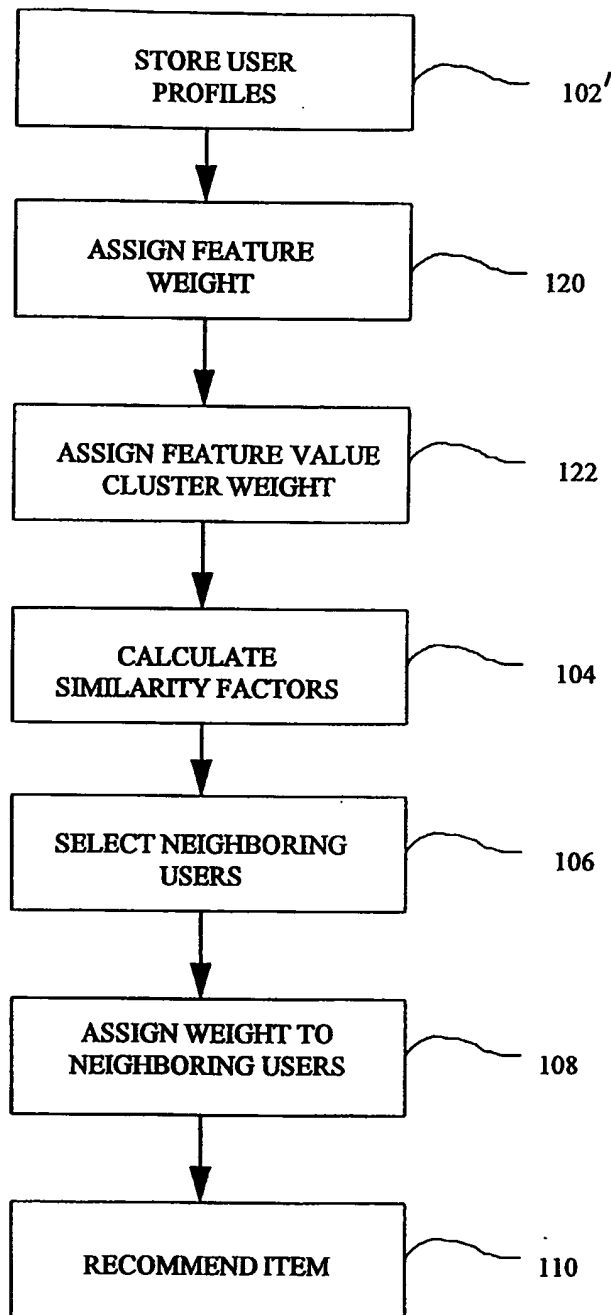 STORE USER
PROFILES
102'
ASSIGN FEATURE
WEIGHT
120
ASSIGN FEATURE VALUE
CLUSTER WEIGHT
122
CALCULATE
SIMILARITY FACTORS
104
SELECT NEIGHBORING
USERS
106
ASSIGN WEIGHT TO
NEIGHBORING USERS
108
RECOMMEND ITEM
110